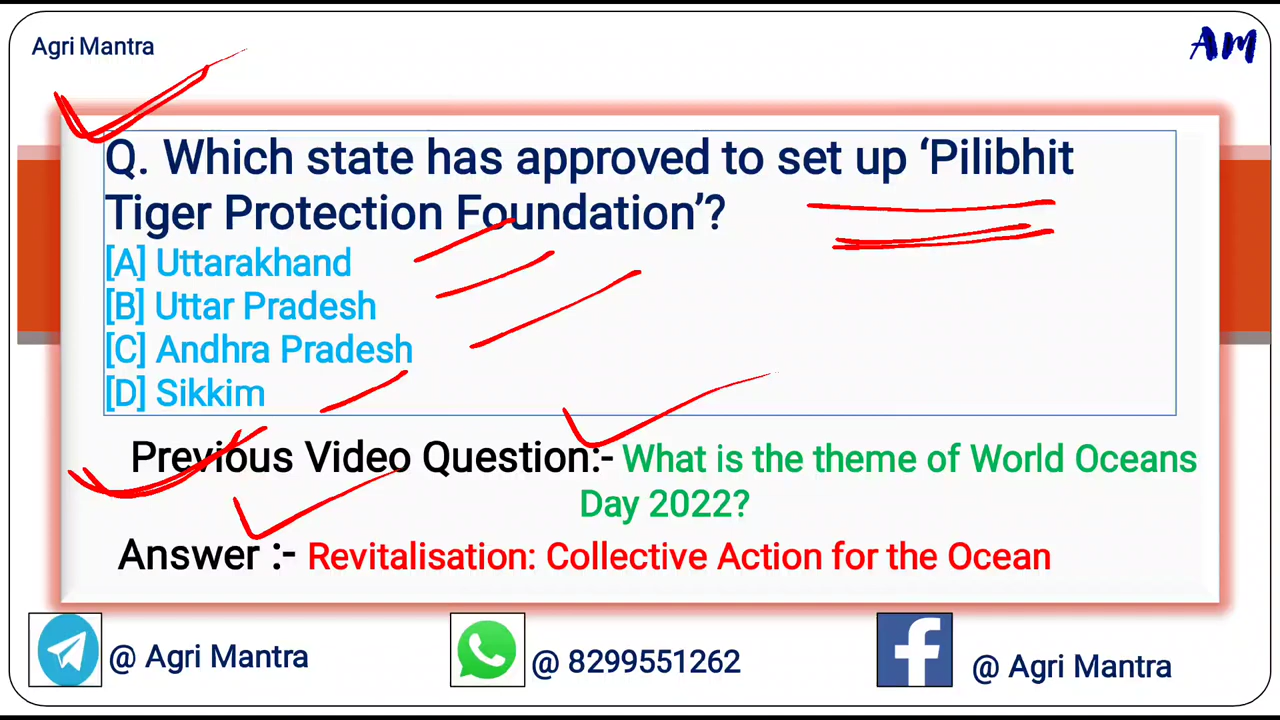 Agri Mantra
AM
Q. Which state has approved to set up ‘Pilibhit
Tiger Protection Foundation’?
[A] Uttarakhand
[B] Uttar Pradesh
[C] Andhra Pradesh
[D] Sikkim
Previous Video Question:- What is the theme of World Oceans
Day 2022?
Answer :- Revitalisation: Collective Action for the Ocean
@ Agri Mantra
@ 8299551262
@ Agri Mantra